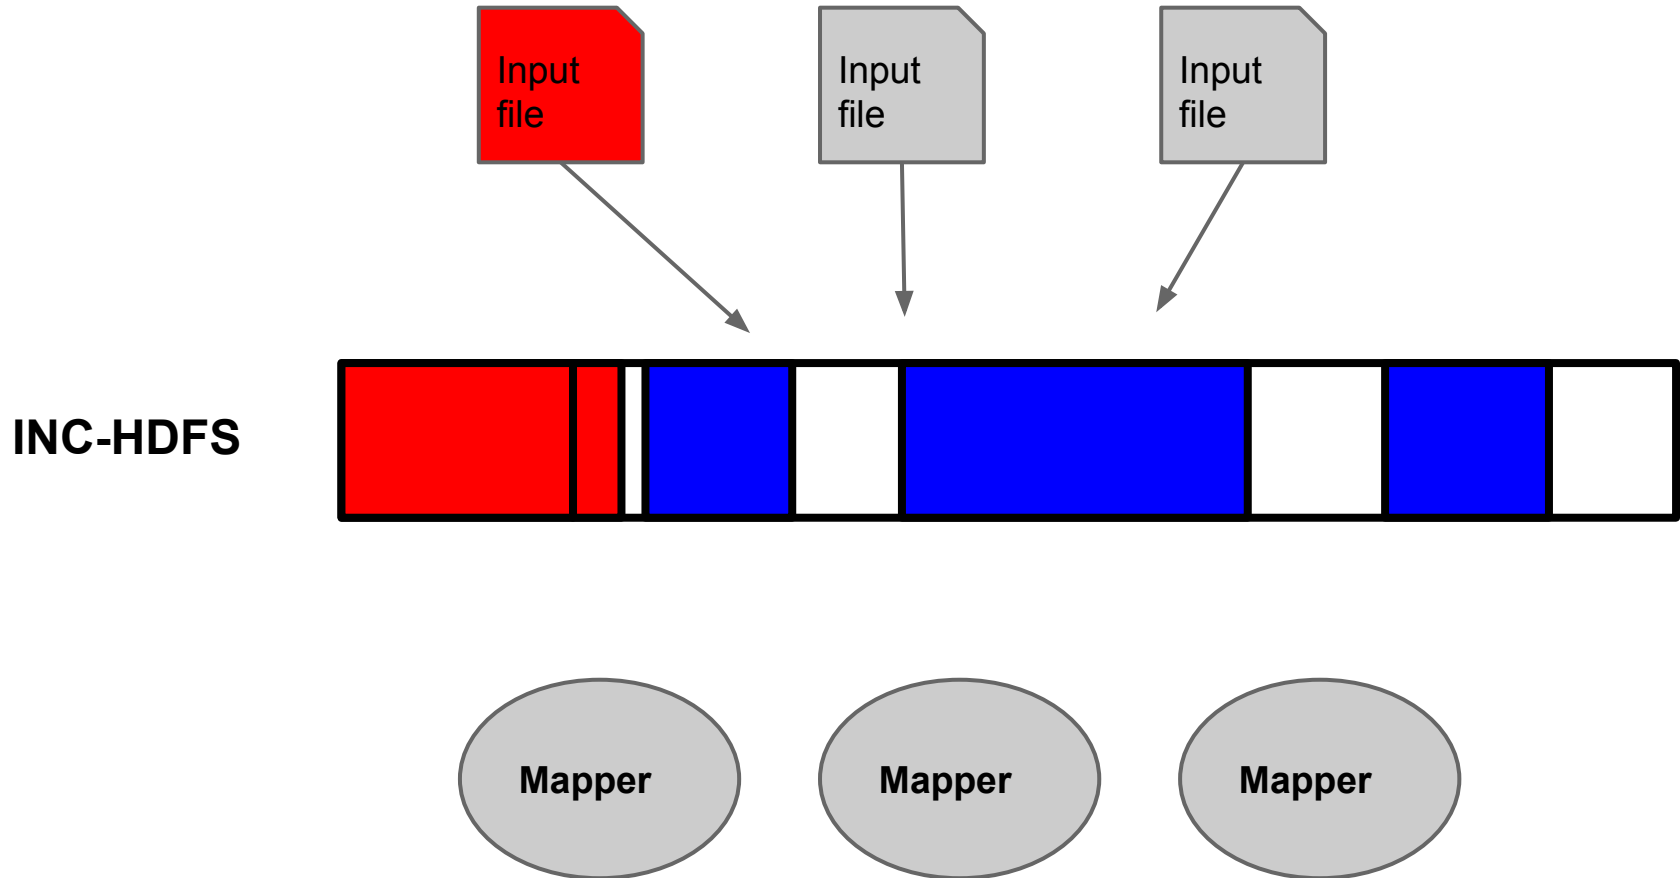 Input
file
Input
file
Input
file
INC-HDFS
Mapper
Mapper
Mapper